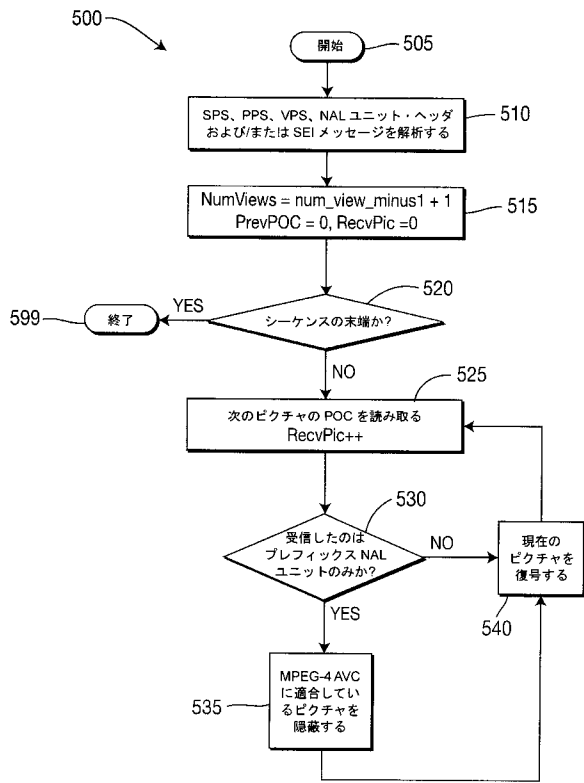 500
開始
505
SPS、PPS、VPS、NAL ユニット・ヘッダ
および/または SEI メッセージを解析する
510
NumViews = num_view_minus1 + 1
PrevPOC = 0, RecvPic =0
515
520
シーケンスの末端か?
YES
599
終了
NO
525
次のピクチャの POC を読み取る
RecvPic++
530
受信したのは
プレフィックス NAL
ユニットのみか?
NO
現在の
ピクチャを
復号する
540
YES
MPEG-4 AVC
に適合してい
るピクチャを
隠蔽する
535